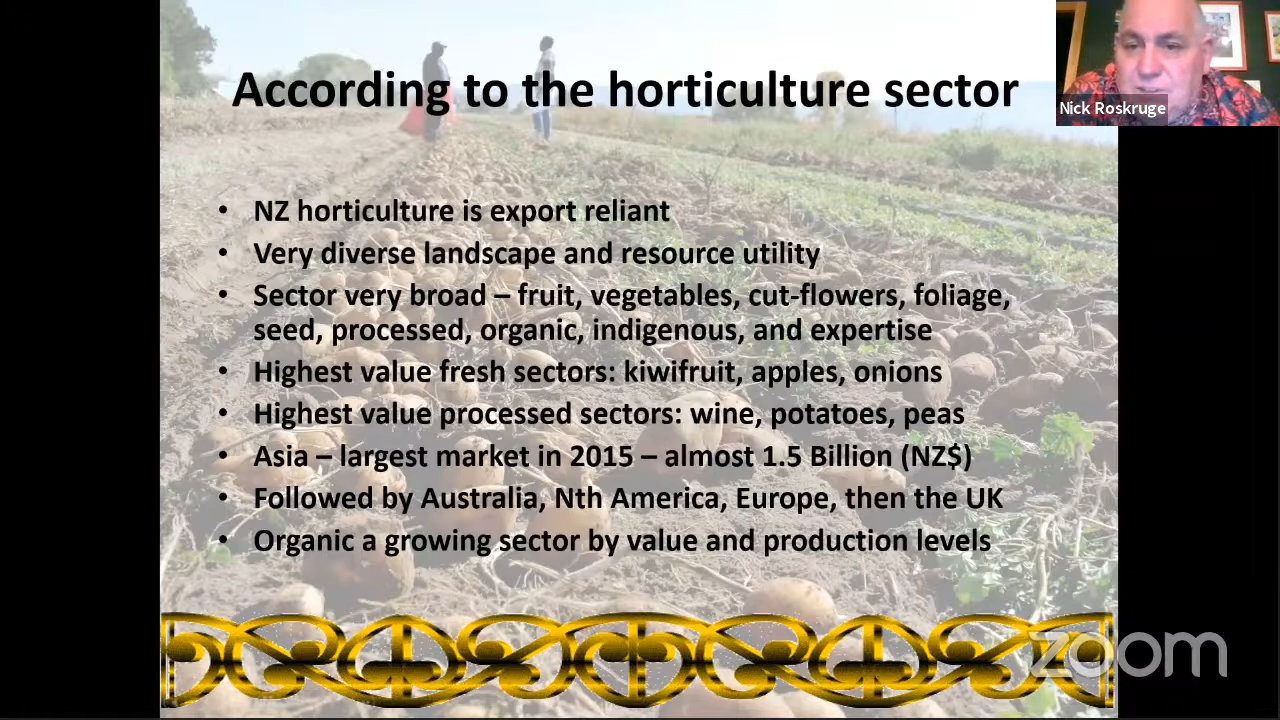 According to the horticulture sector
Nick Roskruge
• NZ horticulture is export reliant
• Very diverse landscape and resource utility
• Sector very broad – fruit, vegetables, cut-flowers, foliage,
seed, processed, organic, indigenous, and expertise
• Highest value fresh sectors: kiwifruit, apples, onions
• Highest value processed sectors: wine, potatoes, peas
• Asia – largest market in 2015 – almost 1.5 Billion (NZ$)
• Followed by Australia, Nth America, Europe, then the UK
• Organic a growing sector by value and production levels
zoom